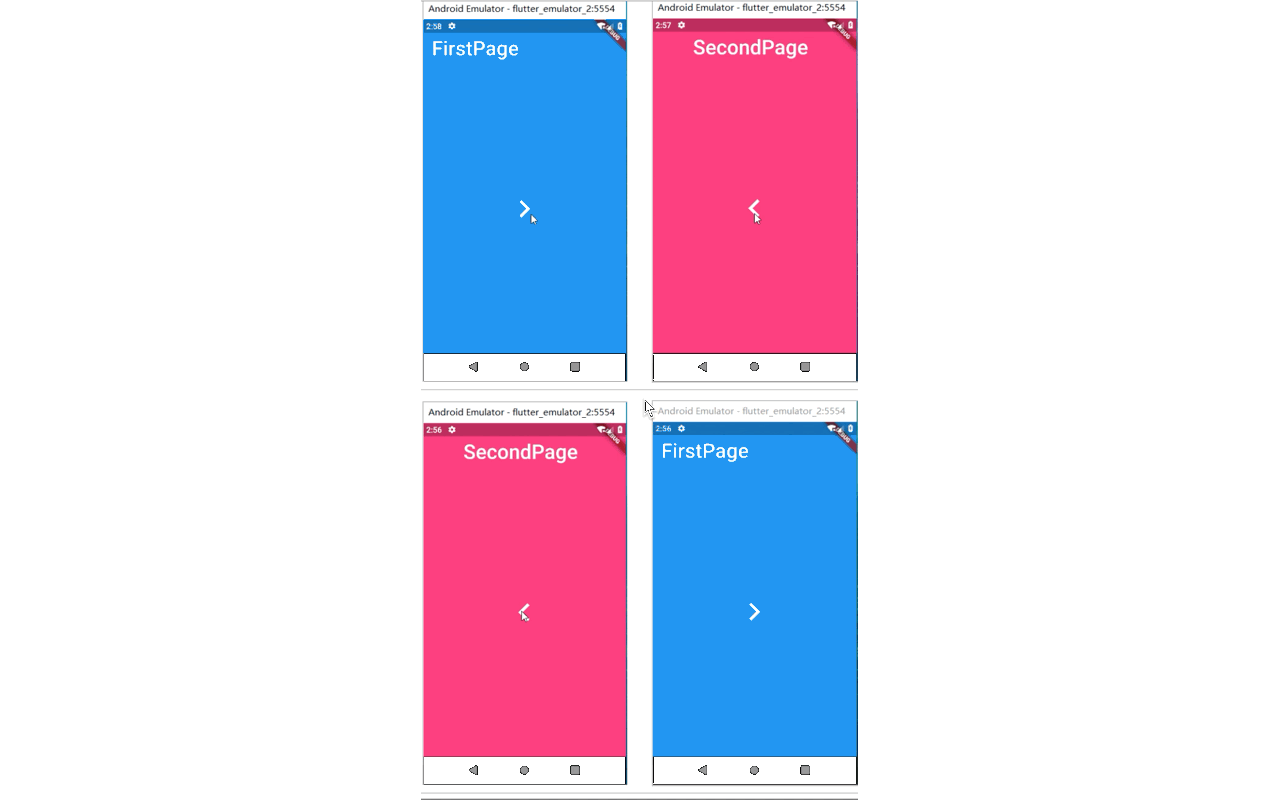 Android Emulator - flutter_emulator_2:5554
2:58
FirstPage
Android Emulator - flutter_emulator_2:5554
2:57
SecondPage
Android Emulator - flutter_emulator_2:5554
2:56
SecondPage
Android Emulator - flutter_emulator_2:5554
2:56
FirstPage